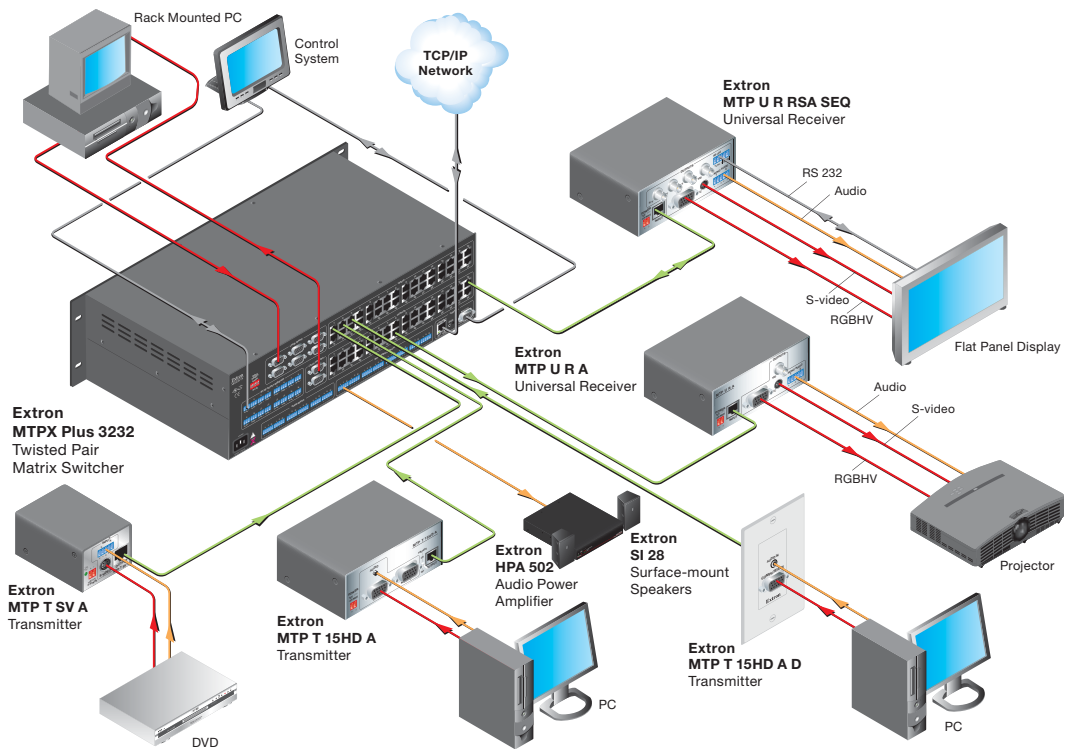 Rack Mounted PC
Control
System
TCP/IP
Network
Extron
MTP U R RSA SEQ
Universal Receiver
RS 232
Audio
S-video
RGBHV
Flat Panel Display
Extron
MTP U R A
Universal Receiver
Audio
S-video
RGBHV
Projector
Extron
MTPX Plus 3232
Twisted Pair
Matrix Switcher
Extron
MTP T SV A
Transmitter
DVD
Extron
MTP T 15HD A
Transmitter
PC
Extron
HPA 502
Audio Power
Amplifier
Extron
SI 28
Surface-mount
Speakers
Extron
Extron
MTP T 15HD A D
Transmitter
PC